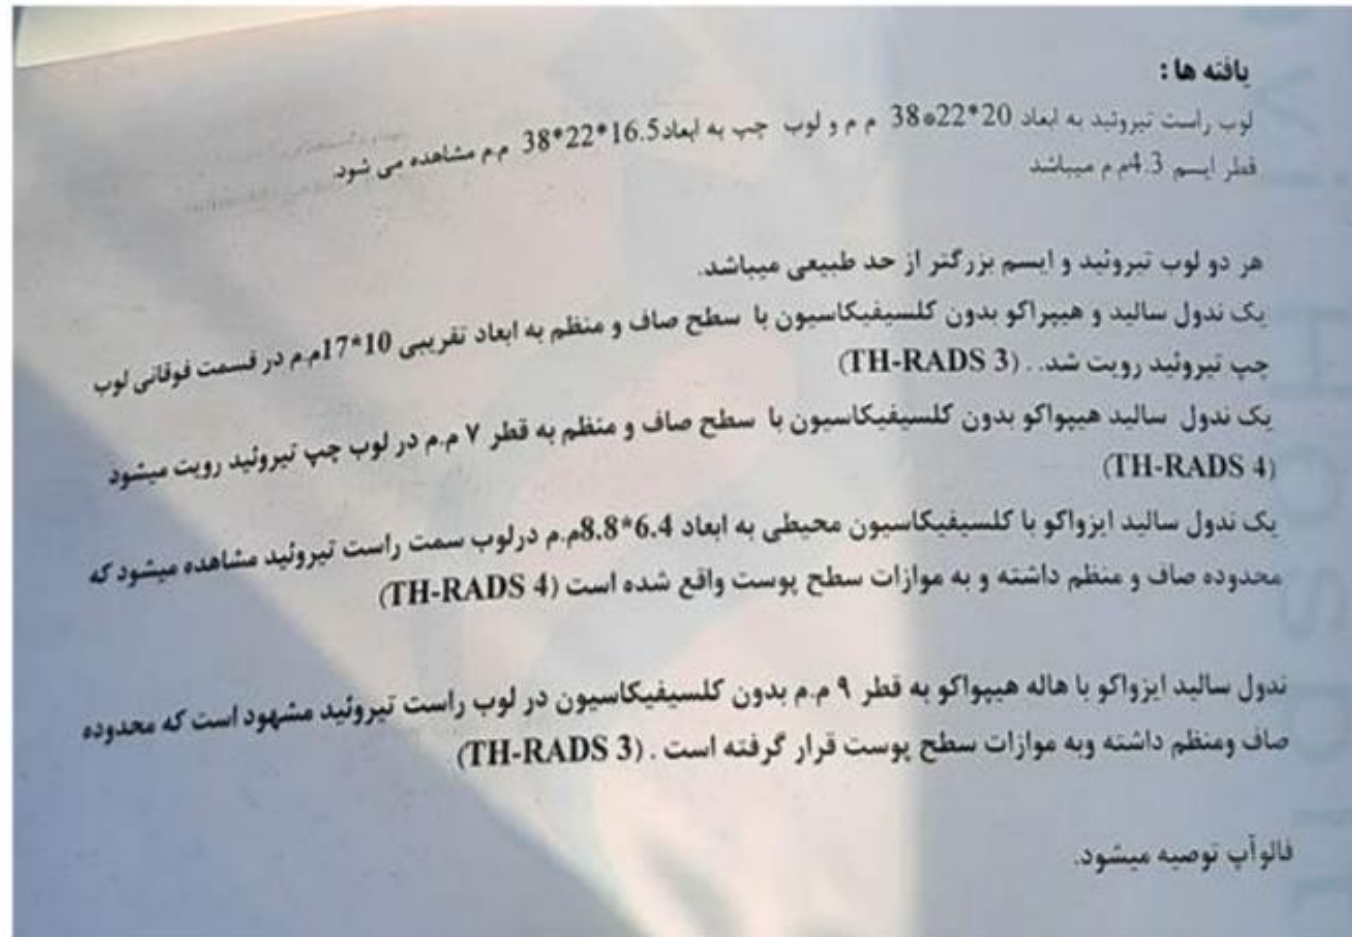 یافته ها :
لوب راست تیروئید به ابعاد 20*22*38 م م و لوب چپ به ابعاد16.5*22*38 م.م مشاهده می شود.
قطر ایسم 4.3م م میباشد
هر دو لوب تیروئید و ایسم بزرگتر از حد طبیعی میباشد.
یک ندول سالید و هیپراکو بدون کلسیفیکاسیون با سطح صاف و منظم به ابعاد تقریبی 10*17م.م در قسمت فوقانی لوب
چپ تیروئید رویت شد. . (TH-RADS 3)
یک ندول سالید هیپواکو بدون کلسیفیکاسیون با سطح صاف و منظم به قطر ۷ م.م در لوب چپ تیروئید رویت میشود
(TH-RADS 4)
یک ندول سالید ایزواکو با کلسیفیکاسیون محیطی به ابعاد 6.4*8.8م.م درلوب سمت راست تیروئید مشاهده میشود که
محدوده صاف و منظم داشته و به موازات سطح پوست واقع شده است (TH-RADS 4)
ندول سالید ایزواکو با هاله هیپواکو به قطر ۹ م.م بدون کلسیفیکاسیون در لوب راست تیروئید مشهود است که محدوده
صاف ومنظم داشته وبه موازات سطح پوست قرار گرفته است . (TH-RADS 3)
فالوآپ توصیه میشود.